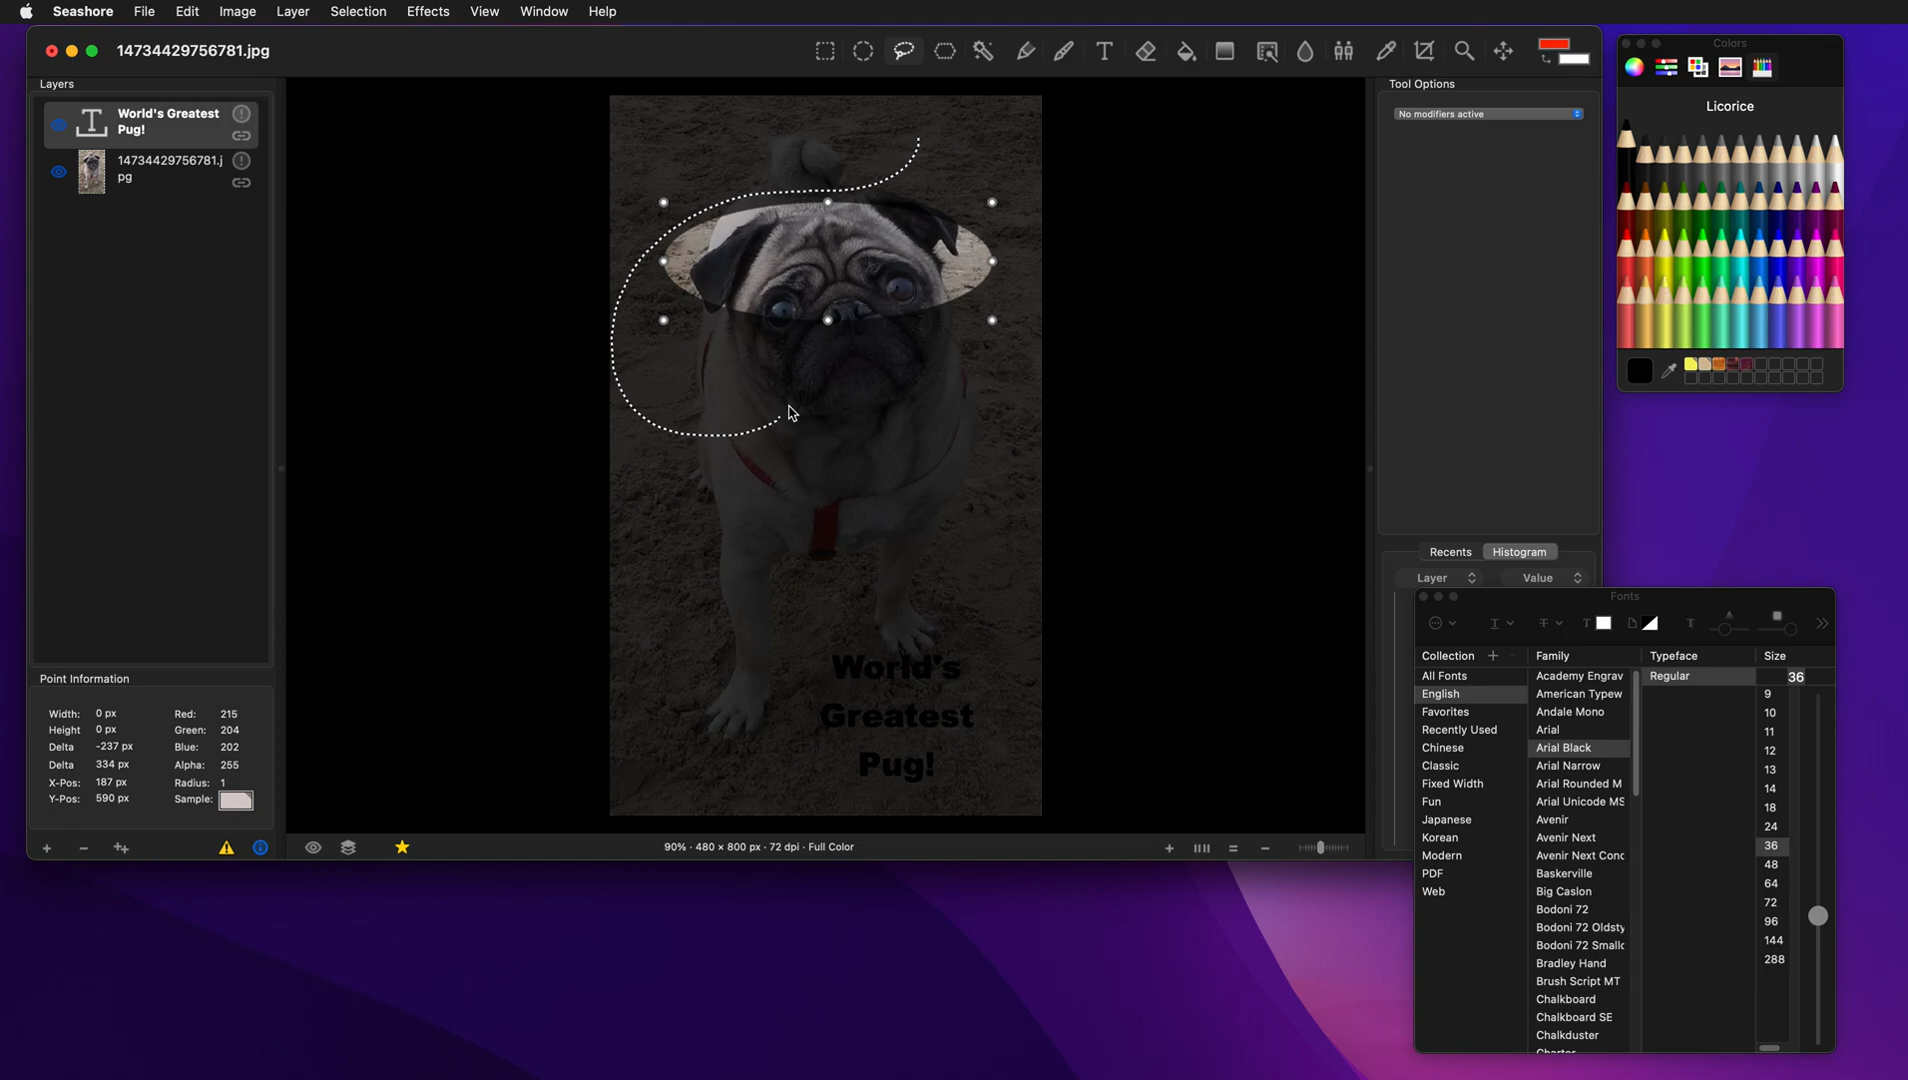 Seashore File Edit Image Layer Selection Effects View Window Help
14734429756781.jpg
Layers
World's Greatest
Pug!
14734429756781.j
pg
Point Information
Width: 0 px Red: 215
Height 0 px Green: 204
Delta -237 px Blue: 202
Delta 334 px Alpha: 255
X-Pos: 187 px Radius: 1
Y-Pos: 590 px Sample:
World's
Greatest
Pug!
90% · 480 × 800 px · 72 dpi · Full Color
Tool Options
No modifiers active
Recents Histogram
Layer Value
Colors
Licorice
Fonts
Collection Family Typeface Size
All Fonts Academy Engrav Regular 36
English American Typew 9
Favorites Andale Mono 10
Recently Used Arial 11
Chinese Arial Black 12
Classic Arial Narrow 13
Fixed Width Arial Rounded M 14
Fun Arial Unicode MS 18
Japanese Avenir 24
Korean Avenir Next 36
Modern Avenir Next Conc 48
PDF Baskerville 64
Web Big Caslon 72
Bodoni 72 96
Bodoni 72 Oldsty 144
Bodoni 72 Smallc 288
Bradley Hand
Brush Script MT
Chalkboard
Chalkboard SE
Chalkduster